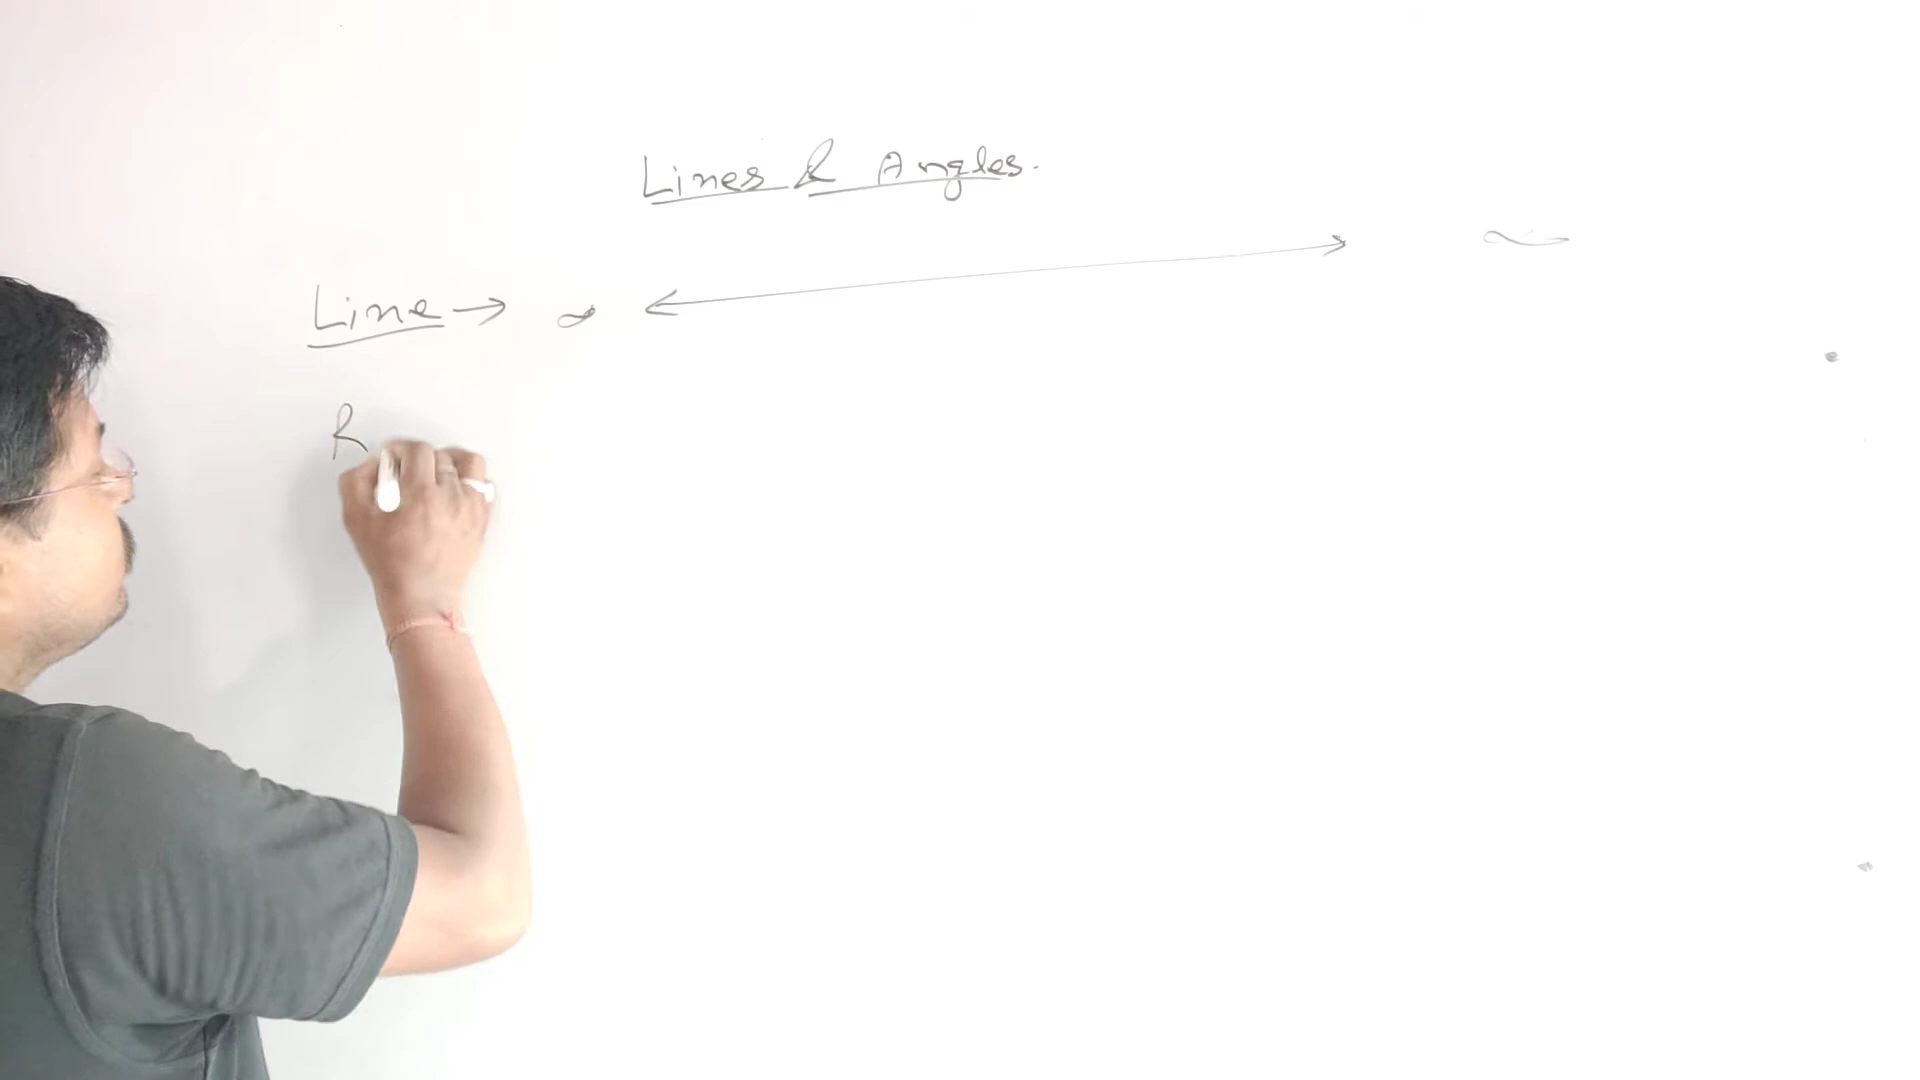 Lines & Angles.
Line → ∞ ∞
R